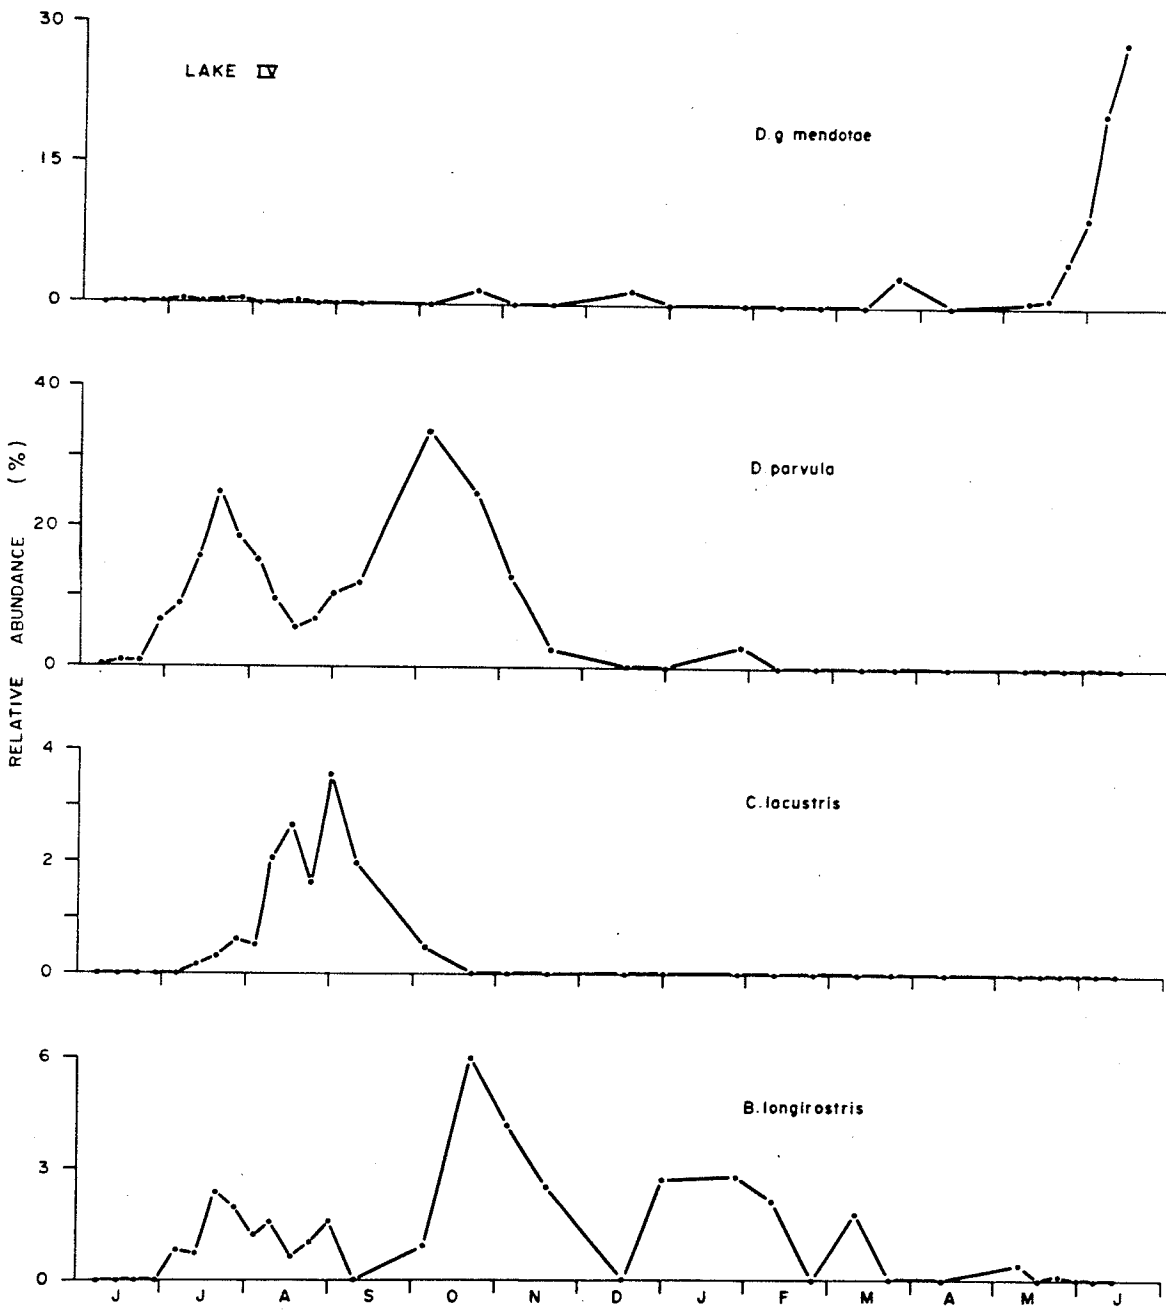 30
LAKE IV
D. g mendotae
15
0
40
D. parvula
20
0
RELATIVE ABUNDANCE (%)
4
C. lacustris
2
0
6
B. longirostris
3
0
J J A S O N D J F M A M J